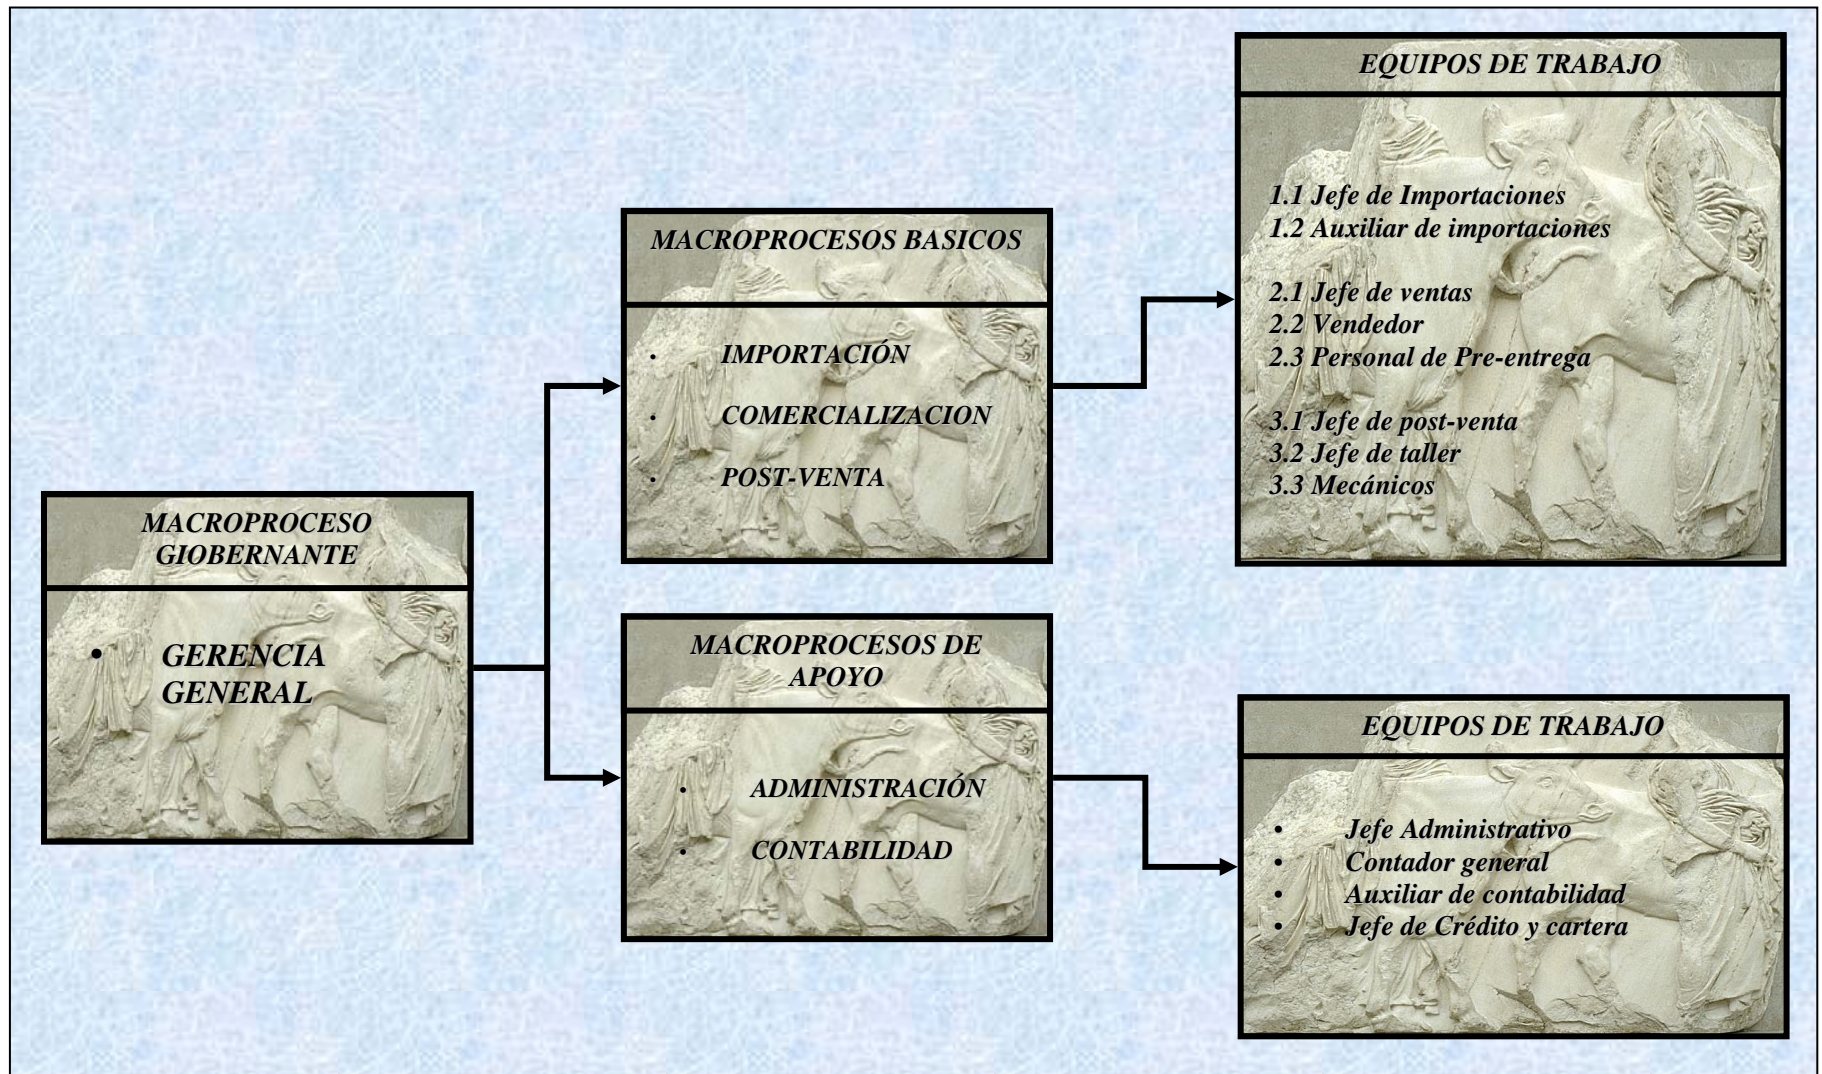 MACROPROCESO
GIOBERNANTE
• GERENCIA
GENERAL
MACROPROCESOS BASICOS
• IMPORTACIÓN
• COMERCIALIZACION
• POST-VENTA
MACROPROCESOS DE
APOYO
• ADMINISTRACIÓN
• CONTABILIDAD
EQUIPOS DE TRABAJO
1.1 Jefe de Importaciones
1.2 Auxiliar de importaciones
2.1 Jefe de ventas
2.2 Vendedor
2.3 Personal de Pre-entrega
3.1 Jefe de post-venta
3.2 Jefe de taller
3.3 Mecánicos
EQUIPOS DE TRABAJO
• Jefe Administrativo
• Contador general
• Auxiliar de contabilidad
• Jefe de Crédito y cartera